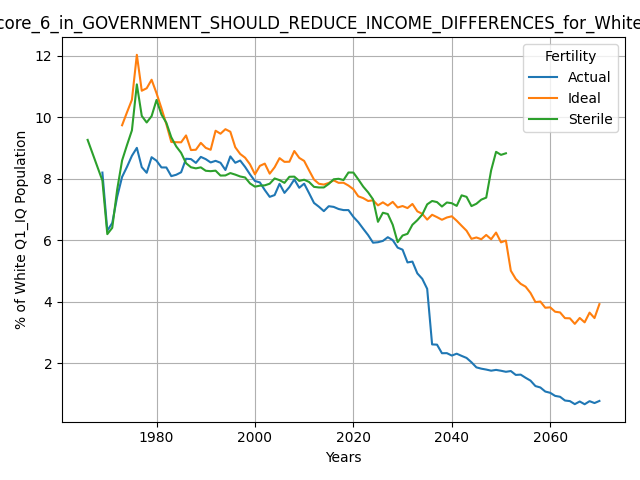 core_6_in_GOVERNMENT_SHOULD_REDUCE_INCOME_DIFFERENCES_for_White
Fertility
Actual
Ideal
Sterile
% of White Q1_IQ Population
12
10
8
6
4
2
1980 2000 2020 2040 2060
Years